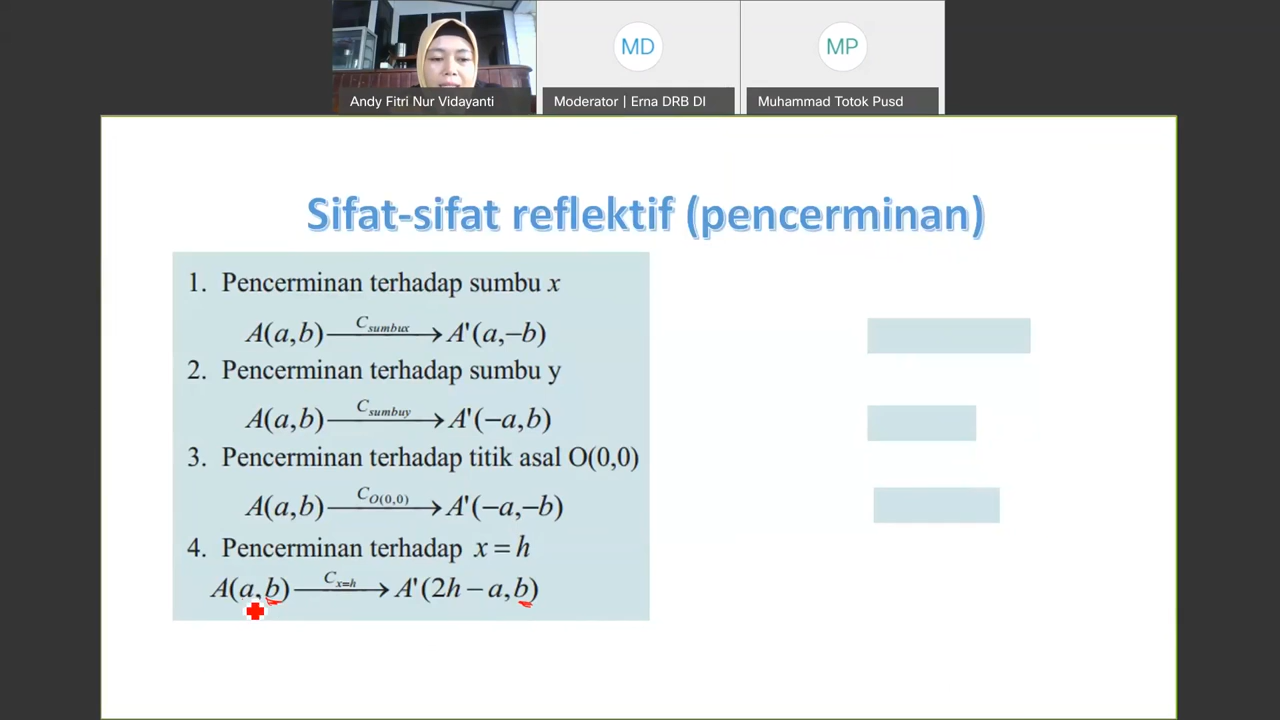 MD
MP
Andy Fitri Nur Vidayanti
Moderator | Erna DRB DI
Muhammad Totok Pusd
Sifat-sifat reflektif (pencerminan)
1. Pencerminan terhadap sumbu x
A(a,b) —C_sumbux→ A'(a,−b)
2. Pencerminan terhadap sumbu y
A(a,b) —C_sumbuy→ A'(−a,b)
3. Pencerminan terhadap titik asal O(0,0)
A(a,b) —C_O(0,0)→ A'(−a,−b)
4. Pencerminan terhadap x = h
A(a,b) —C_x=h→ A'(2h − a,b)